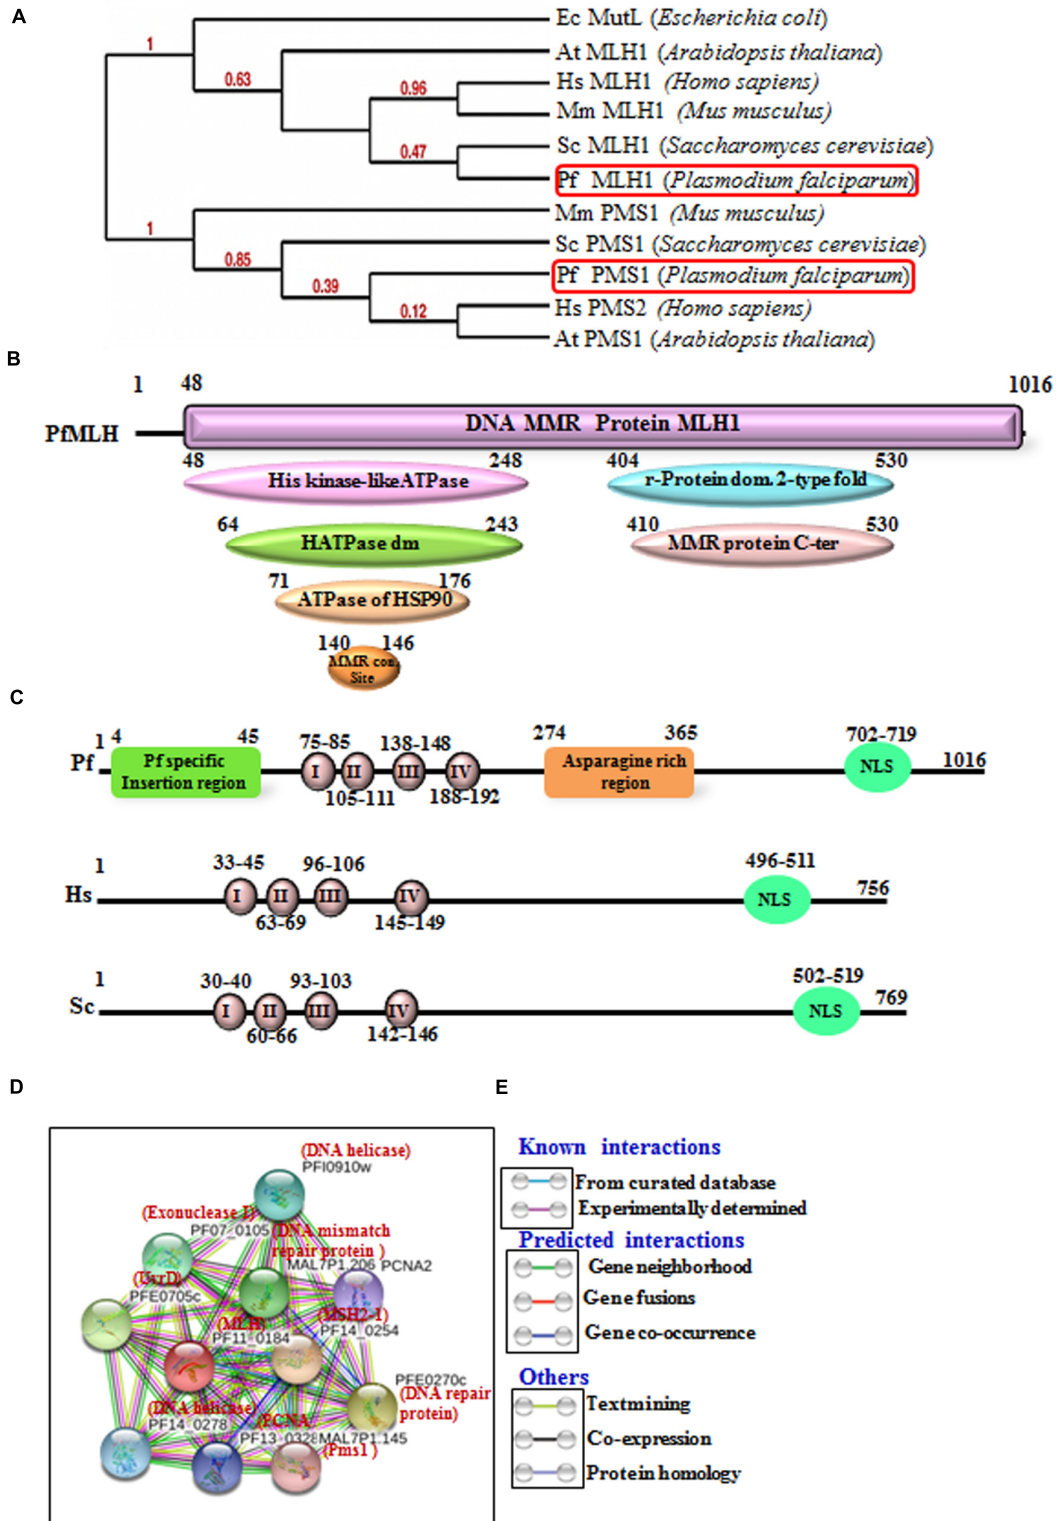 A
Ec MutL (Escherichia coli)
At MLH1 (Arabidopsis thaliana)
Hs MLH1 (Homo sapiens)
Mm MLH1 (Mus musculus)
Sc MLH1 (Saccharomyces cerevisiae)
Pf MLH1 (Plasmodium falciparum)
Mm PMS1 (Mus musculus)
Sc PMS1 (Saccharomyces cerevisiae)
Pf PMS1 (Plasmodium falciparum)
Hs PMS2 (Homo sapiens)
At PMS1 (Arabidopsis thaliana)
1
0.63
0.96
0.47
1
0.85
0.39
0.12
B
1 48 1016
PfMLH DNA MMR Protein MLH1
48 248 404 530
His kinase-likeATPase r-Protein dom. 2-type fold
64 243 410 530
HATPase dm MMR protein C-ter
71 176
ATPase of HSP90
140 146
MMR con.
Site
C
1 4 45 75-85 138-148 274 365 702-719
Pf Pf specific I II III IV Asparagine rich NLS 1016
Insertion region region
105-111 188-192
1 33-45 96-106 496-511
Hs I II III IV NLS 756
63-69 145-149
1 30-40 93-103 502-519
Sc I II III IV NLS 769
60-66 142-146
D
(DNA helicase)
PFI0910w
(Exonuclease I)
PF07_0105 (DNA mismatch
repair protein )
MAL7P1.206 PCNA2
(UvrD)
PFE0705c
(MSH2-1)
(MLH)
PF14_0254
PF11_0184
PFE0270c
(DNA repair
protein)
(DNA helicase)
PF14_0278
(PCNA
PF13_0328 MAL7P1.145
(Pms1 )
E
Known interactions
From curated database
Experimentally determined
Predicted interactions
Gene neighborhood
Gene fusions
Gene co-occurrence
Others
Textmining
Co-expression
Protein homology